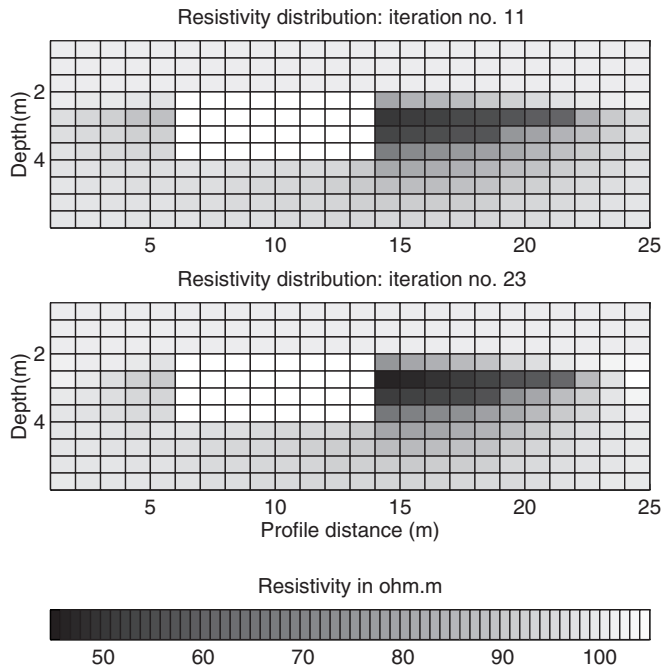 Resistivity distribution: iteration no. 11
Depth(m)
2
4
5 10 15 20 25
Resistivity distribution: iteration no. 23
Depth(m)
2
4
5 10 15 20 25
Profile distance (m)
Resistivity in ohm.m
50 60 70 80 90 100